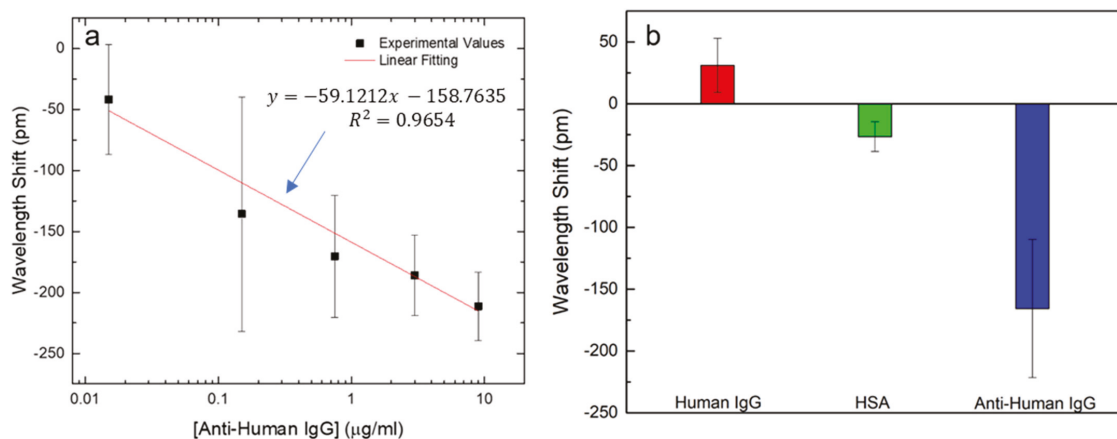 a
Experimental Values
Linear Fitting
y = −59.1212x − 158.7635
R² = 0.9654
0
-50
-100
-150
-200
-250
Wavelength Shift (pm)
0.01
0.1
1
10
[Anti-Human IgG] (μg/ml)
b
50
0
-50
-100
-150
-200
-250
Wavelength Shift (pm)
Human IgG
HSA
Anti-Human IgG